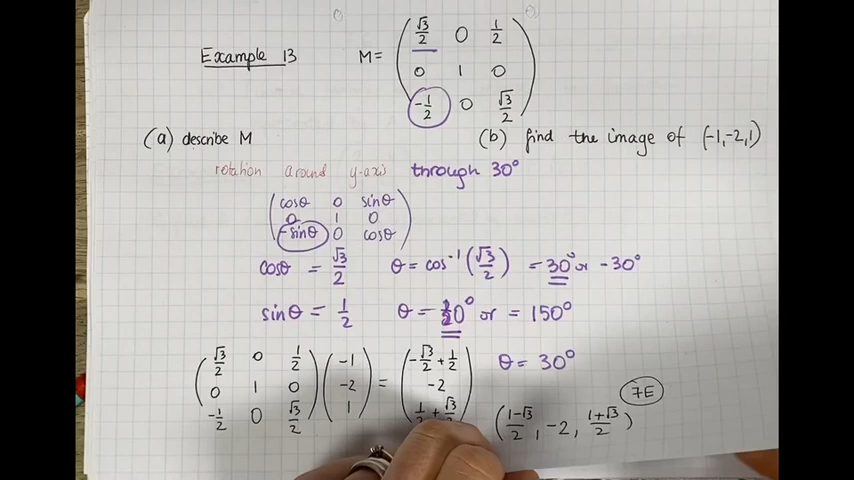 Example 13 M = ( √3/2 0 1/2
0 1 0
-1/2 0 √3/2 )
(a) describe M (b) find the image of (-1,-2,1)
rotation around y-axis through 30°
( cosθ 0 sinθ
0 1 0
-sinθ 0 cosθ )
cosθ = √3/2 θ = cos⁻¹(√3/2) = 30° or -30°
sinθ = 1/2 θ = 30° or = 150°
( √3/2 0 1/2 ) ( -1 ) = ( -√3/2 + 1/2 ) θ = 30°
0 1 0 -2 -2
-1/2 0 √3/2 1 1/2 + √3/2
7E
( (1-√3)/2 , -2, (1+√3)/2 )